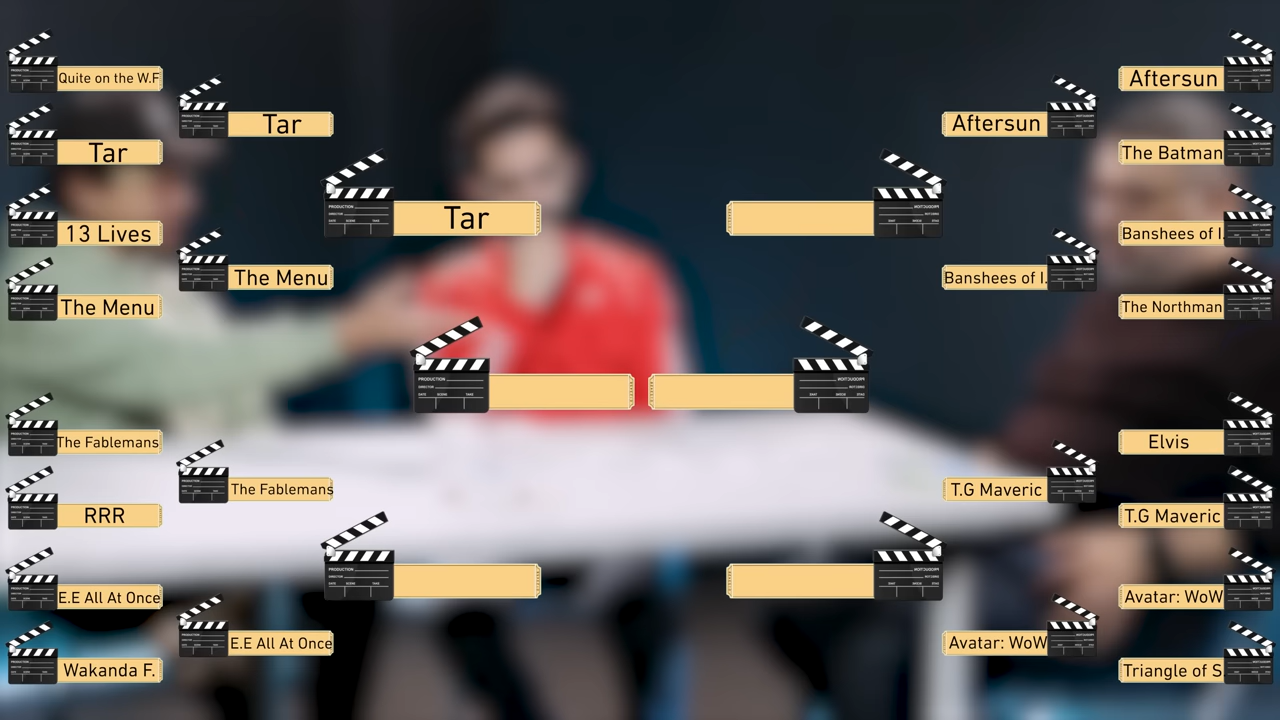 Quite on the W.F
Tar
13 Lives
The Menu
The Fablemans
RRR
E.E All At Once
Wakanda F.
Tar
The Menu
The Fablemans
E.E All At Once
Tar
Aftersun
Banshees of I.
T.G Maveric
Avatar: WoW
Aftersun
The Batman
Banshees of I.
The Northman
Elvis
T.G Maveric
Avatar: WoW
Triangle of S